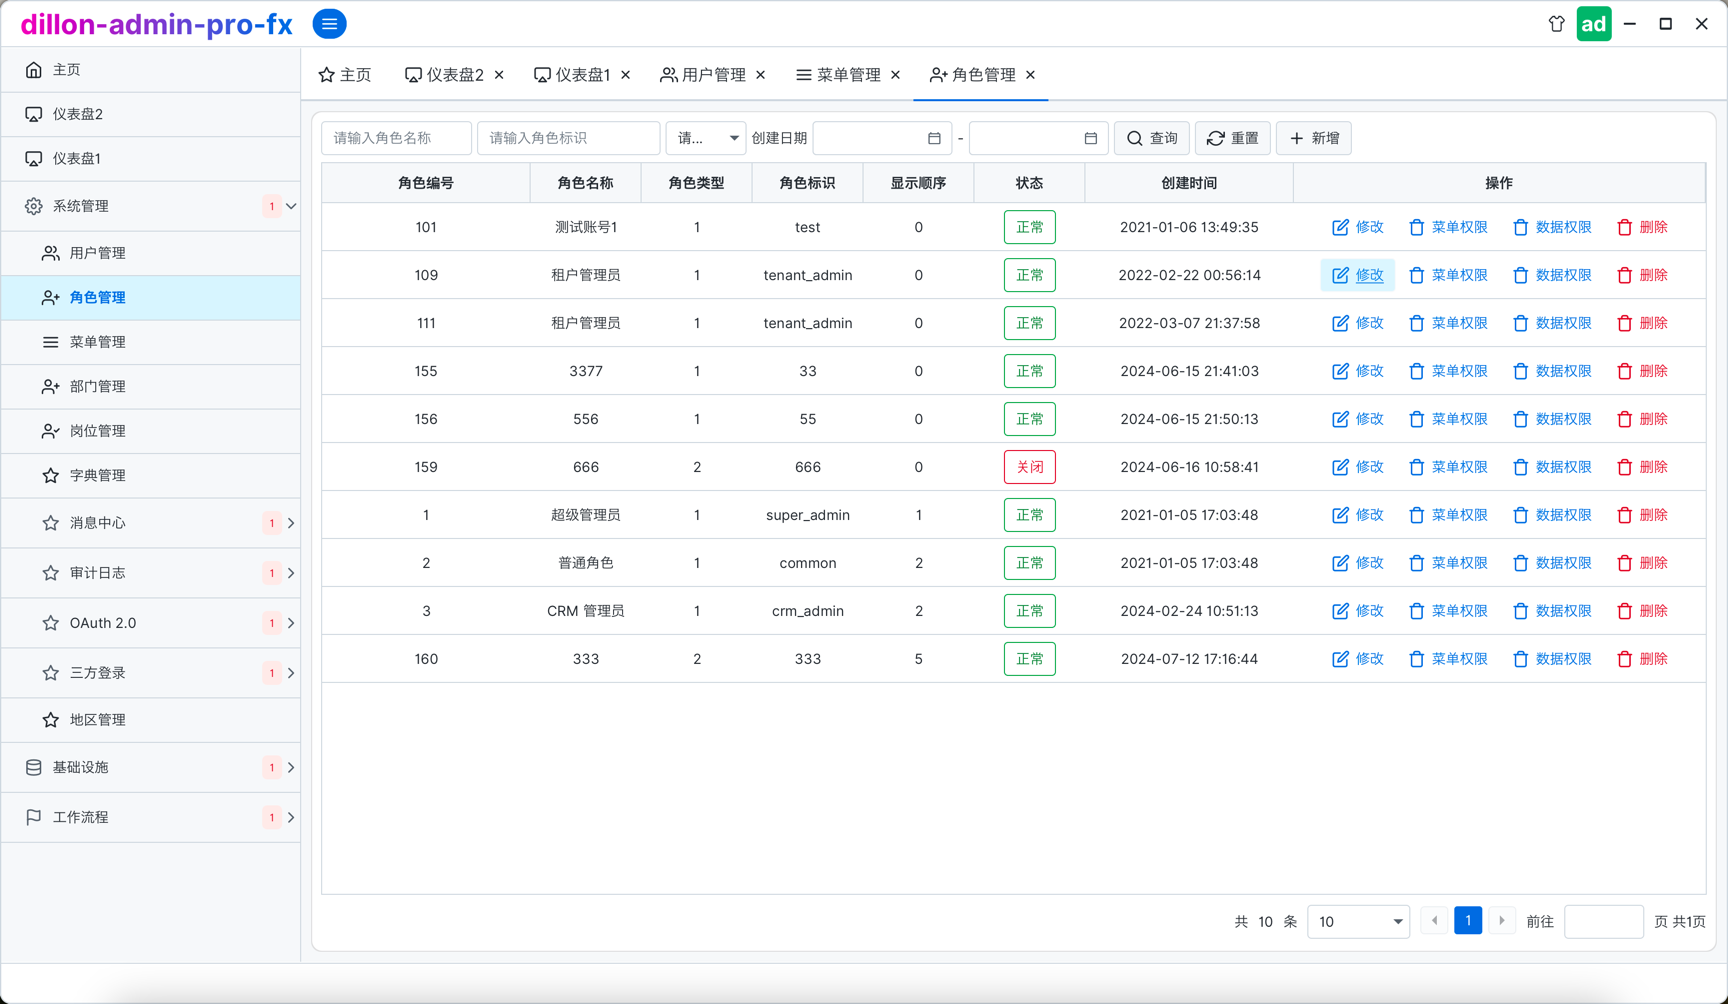 dillon-admin-pro-fx
ad
主页
仪表盘2
仪表盘1
系统管理 1
用户管理
角色管理
菜单管理
部门管理
岗位管理
字典管理
消息中心 1
审计日志 1
OAuth 2.0 1
三方登录 1
地区管理
基础设施 1
工作流程 1
主页 仪表盘2 仪表盘1 用户管理 菜单管理 角色管理
请输入角色名称 请输入角色标识 请... 创建日期 - 查询 重置 新增
角色编号 角色名称 角色类型 角色标识 显示顺序 状态 创建时间 操作
101 测试账号1 1 test 0 正常 2021-01-06 13:49:35 修改 菜单权限 数据权限 删除
109 租户管理员 1 tenant_admin 0 正常 2022-02-22 00:56:14 修改 菜单权限 数据权限 删除
111 租户管理员 1 tenant_admin 0 正常 2022-03-07 21:37:58 修改 菜单权限 数据权限 删除
155 3377 1 33 0 正常 2024-06-15 21:41:03 修改 菜单权限 数据权限 删除
156 556 1 55 0 正常 2024-06-15 21:50:13 修改 菜单权限 数据权限 删除
159 666 2 666 0 关闭 2024-06-16 10:58:41 修改 菜单权限 数据权限 删除
1 超级管理员 1 super_admin 1 正常 2021-01-05 17:03:48 修改 菜单权限 数据权限 删除
2 普通角色 1 common 2 正常 2021-01-05 17:03:48 修改 菜单权限 数据权限 删除
3 CRM 管理员 1 crm_admin 2 正常 2024-02-24 10:51:13 修改 菜单权限 数据权限 删除
160 333 2 333 5 正常 2024-07-12 17:16:44 修改 菜单权限 数据权限 删除
共 10 条 10 1 前往 页 共1页